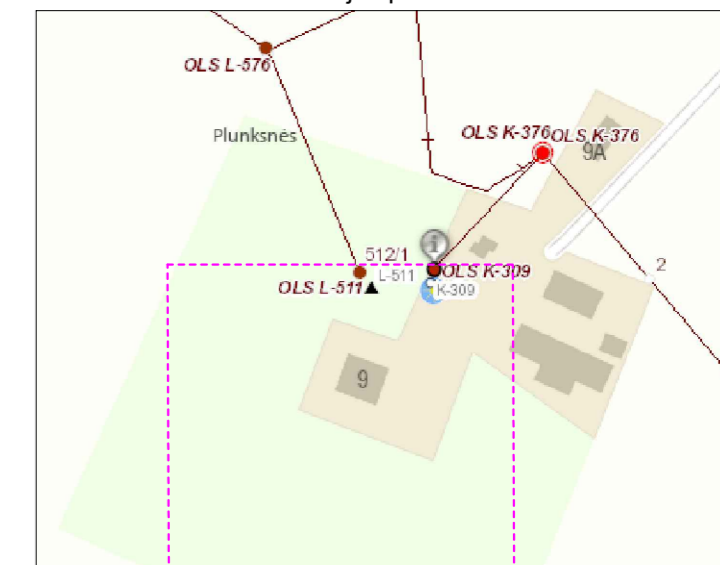 OLS L-576
Plunksnės
OLS K-376
OLS K-376
9A
512/1
L-511
OLS K-309
2
OLS L-511
K-309
9